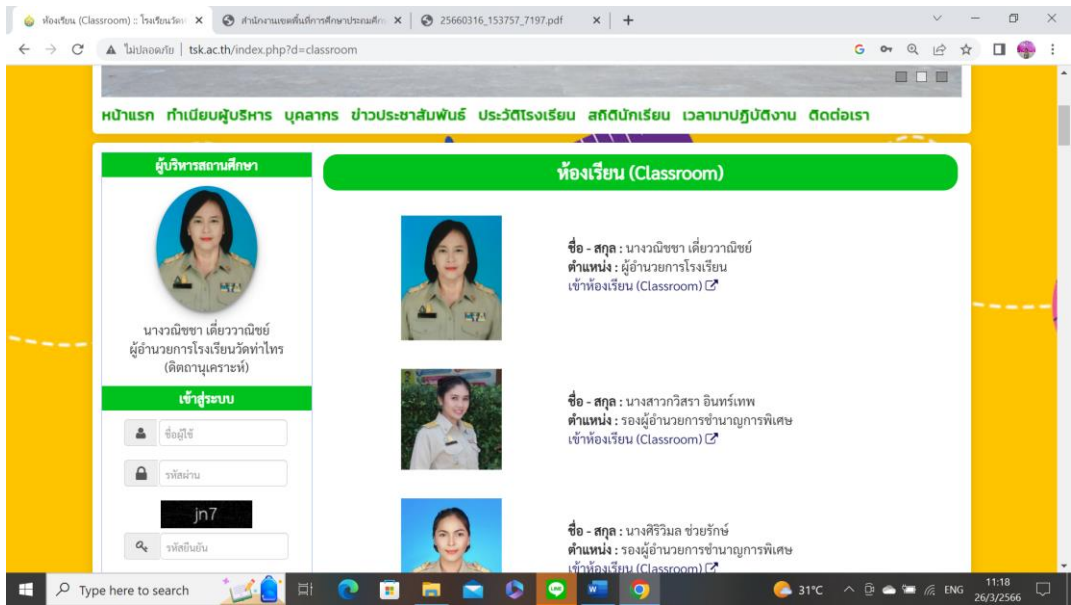 ห้องเรียน (Classroom) :: โรงเรียนวัดท
สำนักงานเขตพื้นที่การศึกษาประถมศึก
25660316_153757_7197.pdf
ไม่ปลอดภัย | tsk.ac.th/index.php?d=classroom
หน้าแรก ทำเนียบผู้บริหาร บุคลากร ข่าวประชาสัมพันธ์ ประวัติโรงเรียน สถิตินักเรียน เวลามาปฏิบัติงาน ติดต่อเรา
ผู้บริหารสถานศึกษา
นางวณิชชา เดี่ยววาณิชย์
ผู้อำนวยการโรงเรียนวัดท่าไทร
(ดิตถานุเคราะห์)
เข้าสู่ระบบ
ชื่อผู้ใช้
รหัสผ่าน
jn7
รหัสยืนยัน
ห้องเรียน (Classroom)
ชื่อ - สกุล : นางวณิชชา เดี่ยววาณิชย์
ตำแหน่ง : ผู้อำนวยการโรงเรียน
เข้าห้องเรียน (Classroom)
ชื่อ - สกุล : นางสาวกวิสรา อินทร์เทพ
ตำแหน่ง : รองผู้อำนวยการชำนาญการพิเศษ
เข้าห้องเรียน (Classroom)
ชื่อ - สกุล : นางศิริวิมล ช่วยรักษ์
ตำแหน่ง : รองผู้อำนวยการชำนาญการพิเศษ
เข้าห้องเรียน (Classroom)
Type here to search
31°C
ENG
11:18
26/3/2566